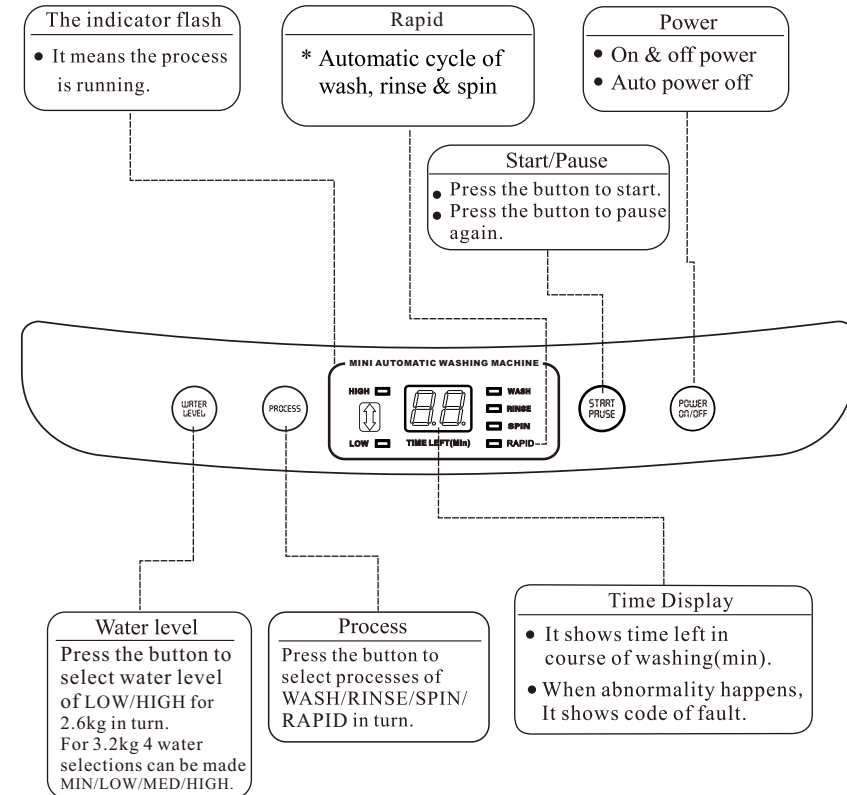 The indicator flash
● It means the process
is running.
Rapid
* Automatic cycle of
wash, rinse & spin
Power
● On & off power
● Auto power off
Start/Pause
● Press the button to start.
● Press the button to pause
again.
MINI AUTOMATIC WASHING MACHINE
WATER
LEVEL
PROCESS
HIGH
LOW
8.8.
TIME LEFT(Min)
WASH
RINSE
SPIN
RAPID
START
PAUSE
POWER
ON/OFF
Water level
Press the button to
select water level
of LOW/HIGH for
2.6kg in turn.
For 3.2kg 4 water
selections can be made
MIN/LOW/MED/HIGH.
Process
Press the button to
select processes of
WASH/RINSE/SPIN/
RAPID in turn.
Time Display
● It shows time left in
course of washing(min).
● When abnormality happens,
It shows code of fault.